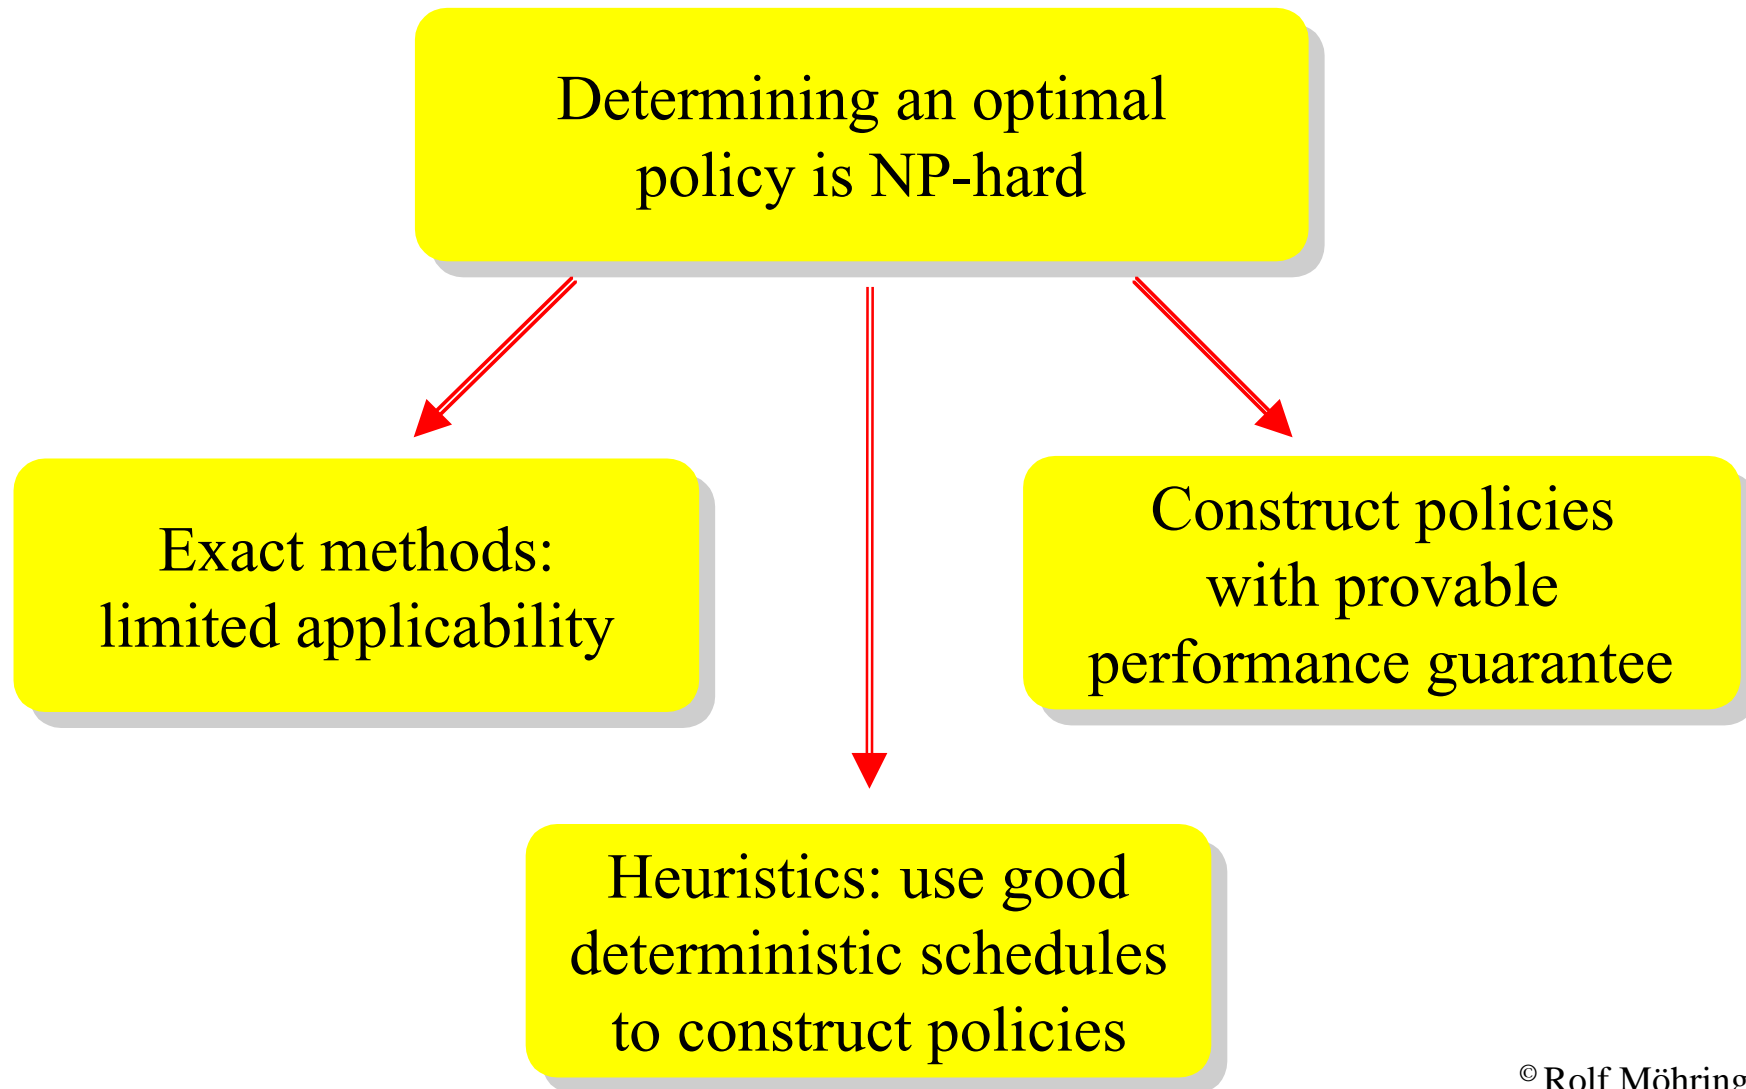 Determining an optimal
policy is NP-hard
Exact methods:
limited applicability
Construct policies
with provable
performance guarantee
Heuristics: use good
deterministic schedules
to construct policies
© Rolf Möhring